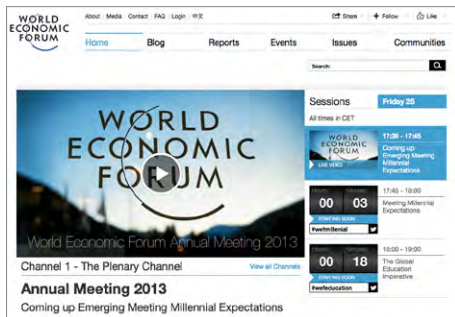 WORLD
ECONOMIC
FORUM
About Media Contact FAQ Login 中文
Share Follow Like
Home Blog Reports Events Issues Communities
Search:
WORLD
ECONOMIC
FORUM
World Economic Forum Annual Meeting 2013
Channel 1 - The Plenary Channel
View all Channels
Annual Meeting 2013
Coming up Emerging Meeting Millennial Expectations
Sessions Friday 25
All times in CET
WORLD
ECONOMIC
FORUM
LIVE VIDEO
17:30 - 17:45
Coming up
Emerging Meeting
Millennial
Expectations
00 03
STARTING SOON
#wefmillenial
17:45 - 18:00
Meeting Millennial
Expectations
00 18
STARTING SOON
#wefeducation
18:00 - 19:00
The Global
Education
Imperative